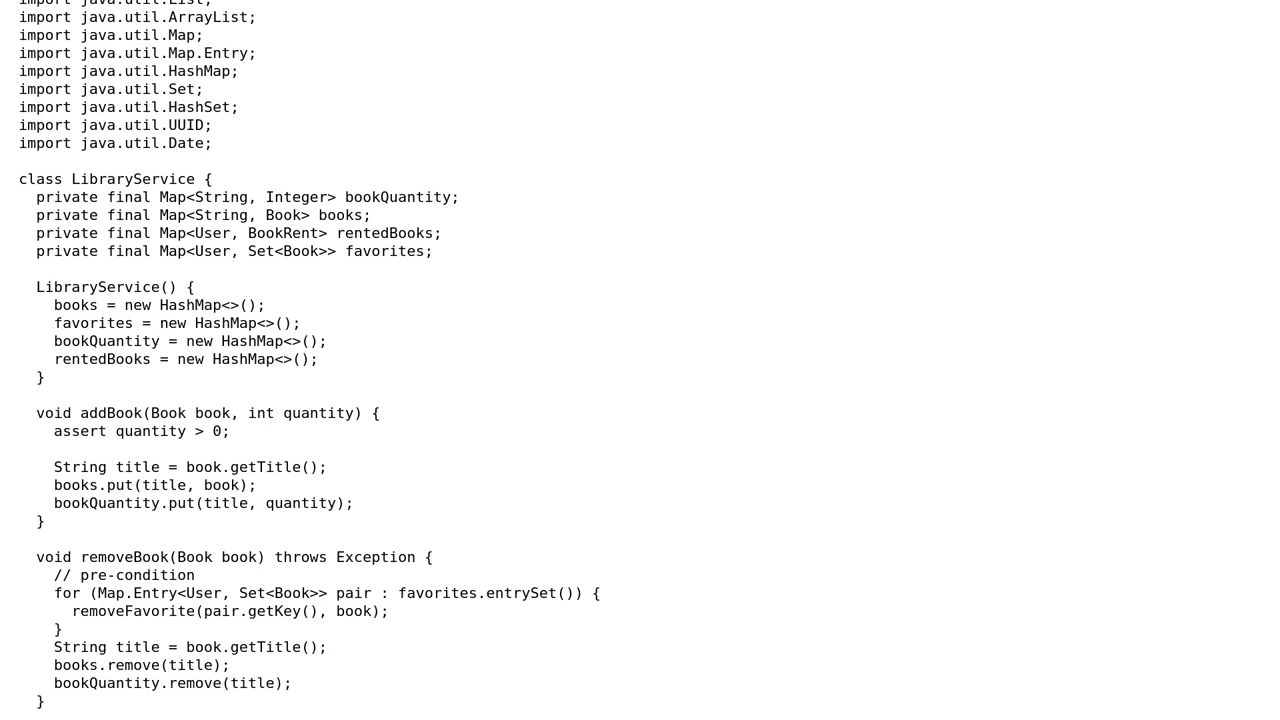 import java.util.List;
import java.util.ArrayList;
import java.util.Map;
import java.util.Map.Entry;
import java.util.HashMap;
import java.util.Set;
import java.util.HashSet;
import java.util.UUID;
import java.util.Date;

class LibraryService {
  private final Map<String, Integer> bookQuantity;
  private final Map<String, Book> books;
  private final Map<User, BookRent> rentedBooks;
  private final Map<User, Set<Book>> favorites;

  LibraryService() {
    books = new HashMap<>();
    favorites = new HashMap<>();
    bookQuantity = new HashMap<>();
    rentedBooks = new HashMap<>();
  }

  void addBook(Book book, int quantity) {
    assert quantity > 0;

    String title = book.getTitle();
    books.put(title, book);
    bookQuantity.put(title, quantity);
  }

  void removeBook(Book book) throws Exception {
    // pre-condition
    for (Map.Entry<User, Set<Book>> pair : favorites.entrySet()) {
      removeFavorite(pair.getKey(), book);
    }
    String title = book.getTitle();
    books.remove(title);
    bookQuantity.remove(title);
  }